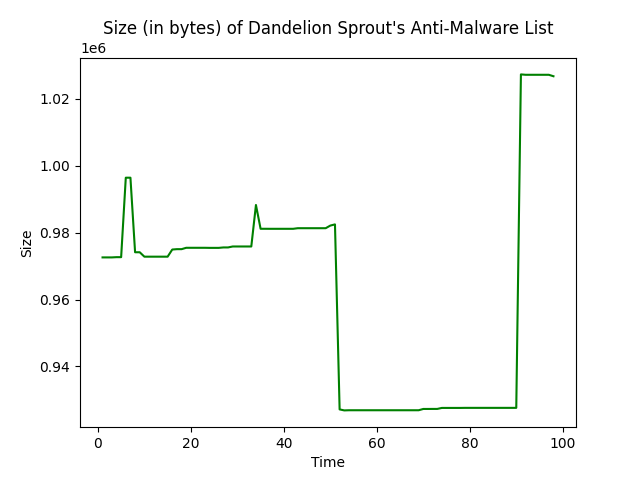 Size (in bytes) of Dandelion Sprout's Anti-Malware List
1e6
1.02
1.00
0.98
0.96
0.94
Size
0 20 40 60 80 100
Time